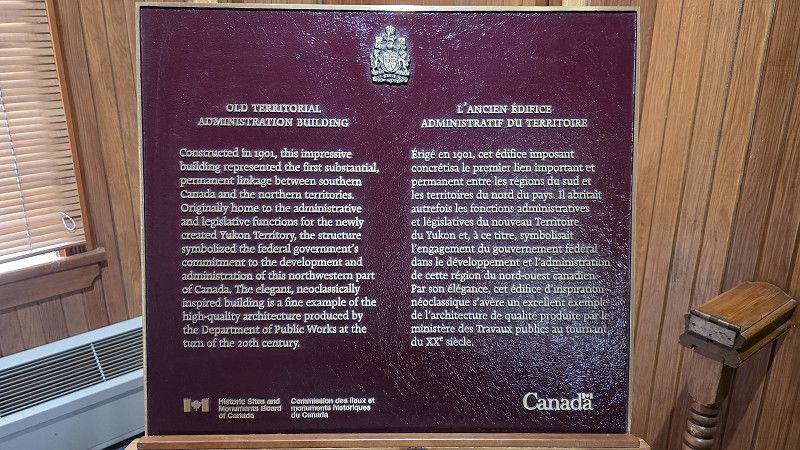 OLD TERRITORIAL
ADMINISTRATION BUILDING
Constructed in 1901, this impressive
building represented the first substantial,
permanent linkage between southern
Canada and the northern territories.
Originally home to the administrative
and legislative functions for the newly
created Yukon Territory, the structure
symbolized the federal government's
commitment to the development and
administration of this northwestern part
of Canada. The elegant, neoclassically
inspired building is a fine example of the
high-quality architecture produced by
the Department of Public Works at the
turn of the 20th century.
L'ANCIEN ÉDIFICE
ADMINISTRATIF DU TERRITOIRE
Érigé en 1901, cet édifice imposant
concrétisa le premier lien important et
permanent entre les régions du sud et
les territoires du nord du pays. Il abritait
autrefois les fonctions administratives
et législatives du nouveau Territoire
du Yukon et, à ce titre, symbolisait
l'engagement du gouvernement fédéral
dans le développement et l'administration
de cette région du nord-ouest canadien.
Par son élégance, cet édifice d'inspiration
néoclassique s'avère un excellent exemple
de l'architecture de qualité produite par le
ministère des Travaux publics au tournant
du XXe siècle.
Historic Sites and
Monuments Board
of Canada
Commission des lieux et
monuments historiques
du Canada
Canada